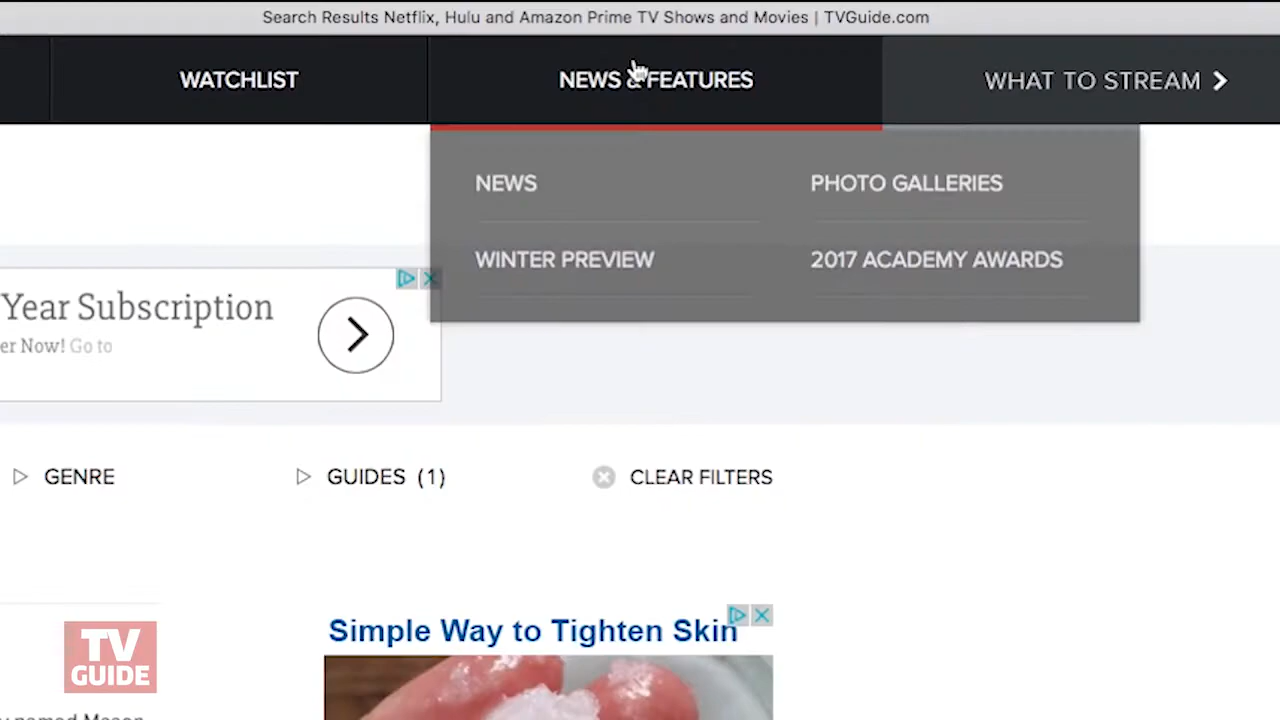 Search Results Netflix, Hulu and Amazon Prime TV Shows and Movies | TVGuide.com
WATCHLIST
NEWS & FEATURES
WHAT TO STREAM
NEWS
PHOTO GALLERIES
WINTER PREVIEW
2017 ACADEMY AWARDS
Year Subscription
er Now! Go to
GENRE
GUIDES (1)
CLEAR FILTERS
Simple Way to Tighten Skin
TV
GUIDE
named Mason